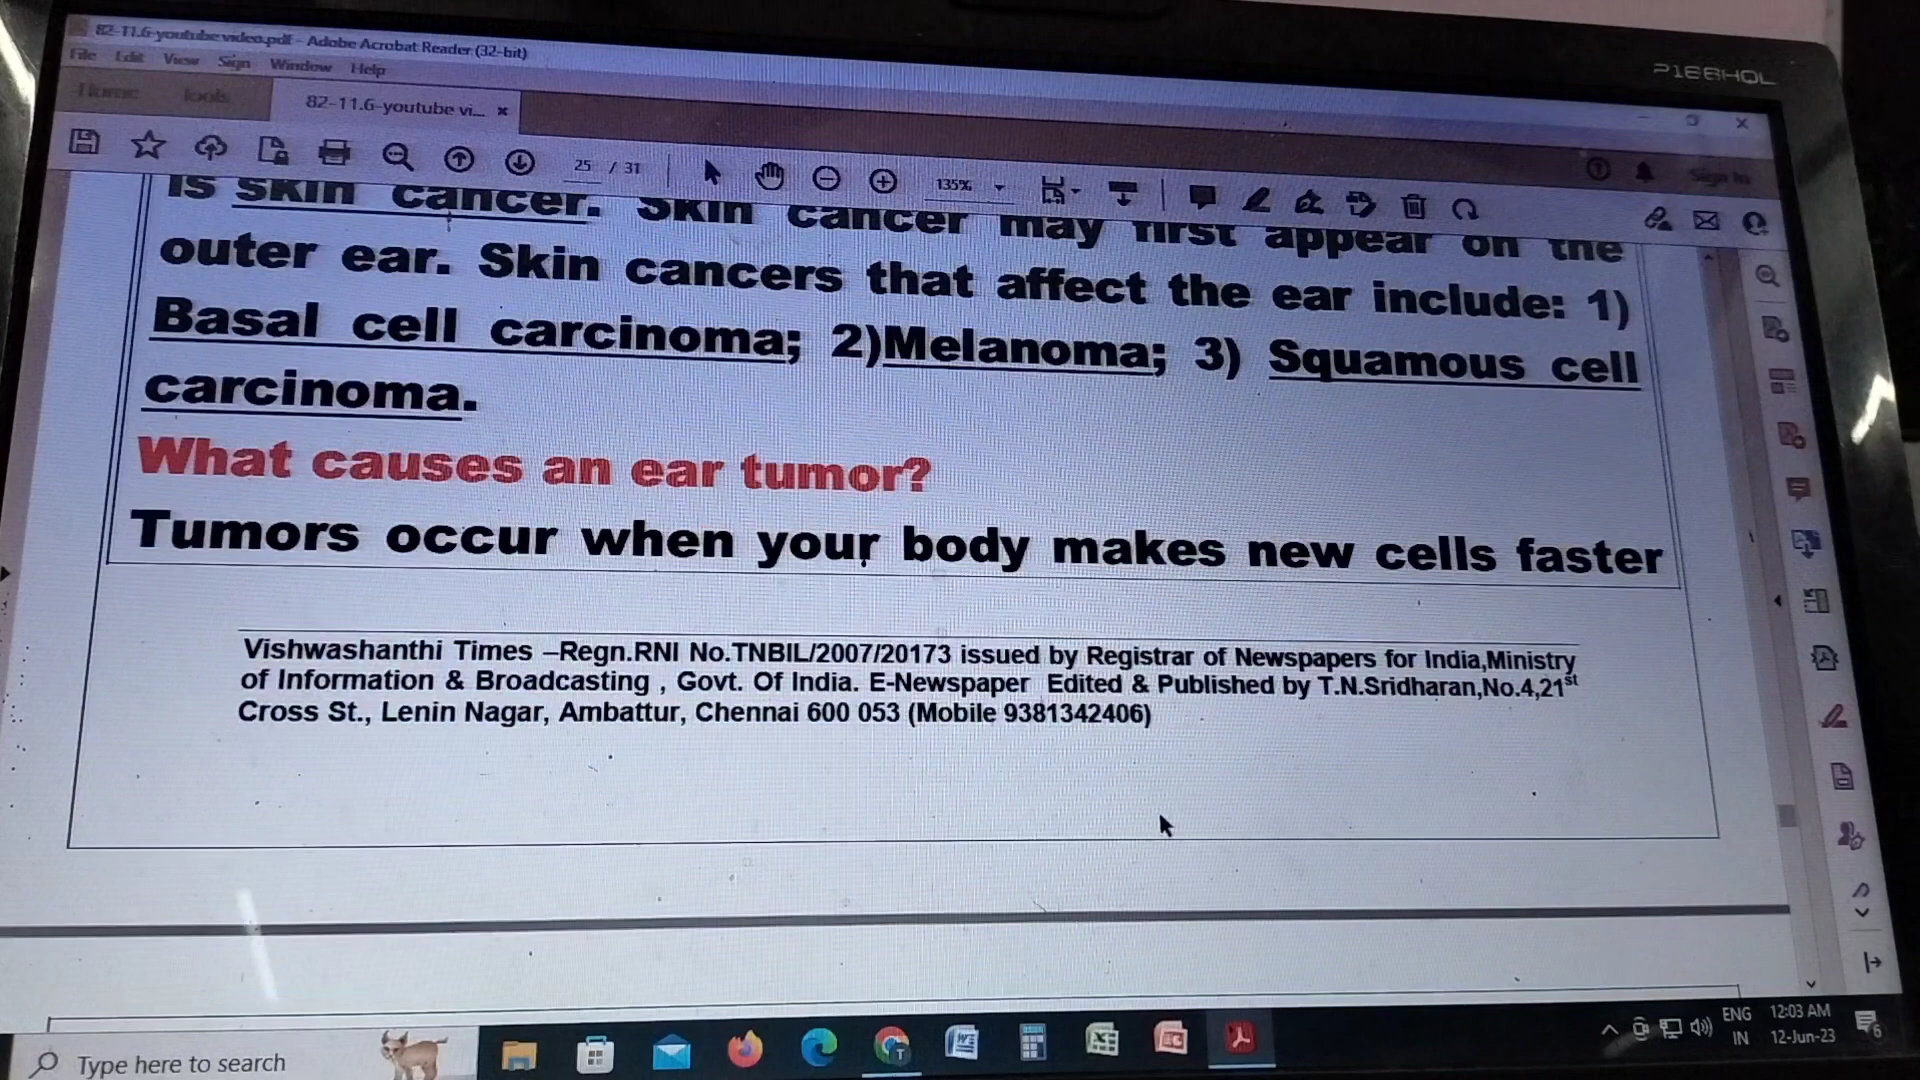 P166HQL
82-11.6-youtube video.pdf - Adobe Acrobat Reader (32-bit)
File Edit View Sign Window Help
Home Tools 82-11.6-youtube vi... ×
25 / 31 135% Sign In
is skin cancer. Skin cancer may first appear on the
outer ear. Skin cancers that affect the ear include: 1)
Basal cell carcinoma; 2)Melanoma; 3) Squamous cell
carcinoma.
What causes an ear tumor?
Tumors occur when your body makes new cells faster
Vishwashanthi Times –Regn.RNI No.TNBIL/2007/20173 issued by Registrar of Newspapers for India,Ministry
of Information & Broadcasting , Govt. Of India. E-Newspaper Edited & Published by T.N.Sridharan,No.4,21st
Cross St., Lenin Nagar, Ambattur, Chennai 600 053 (Mobile 9381342406)
ENG 12:03 AM
IN 12-Jun-23 6
Type here to search